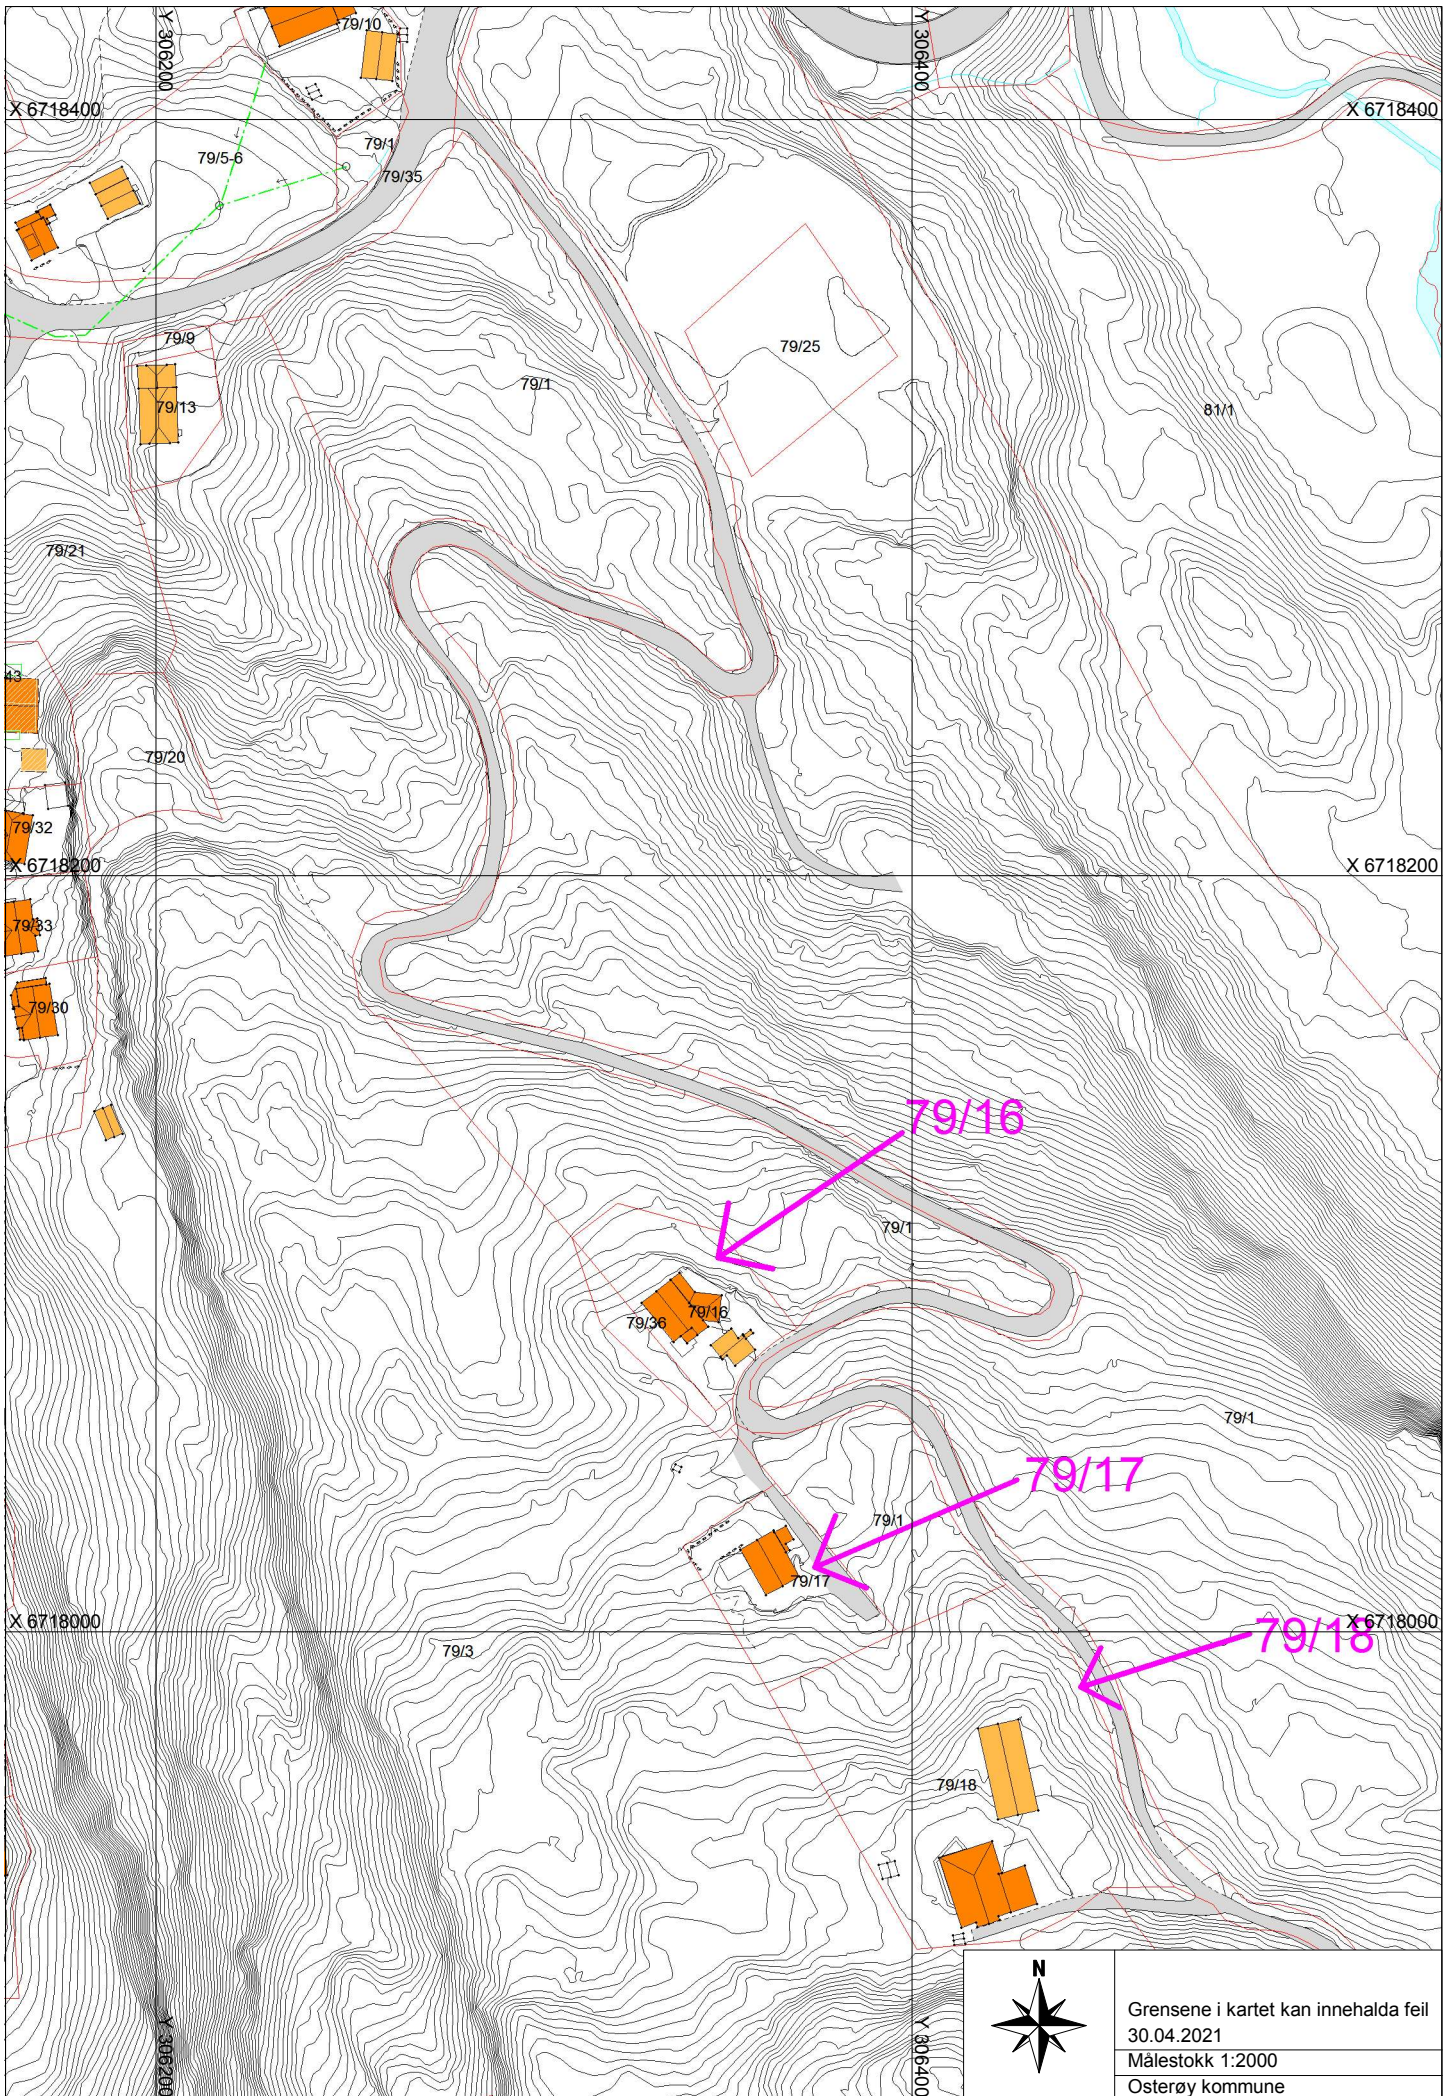 79/10
Y 306200
Y 306400
X 6718400
X 6718400
79/1
79/5-6
79/35
79/9
79/25
79/1
79/13
81/1
79/21
43
79/20
79/32
X 6718200
X 6718200
79/33
79/30
79/16
79/1
79/16
79/36
79/1
79/17
79/1
79/17
X 6718000
X 6718000
79/18
79/3
79/18
N
Y 306200
Y 306400
Grensene i kartet kan innehalda feil
30.04.2021
Målestokk 1:2000
Osterøy kommune